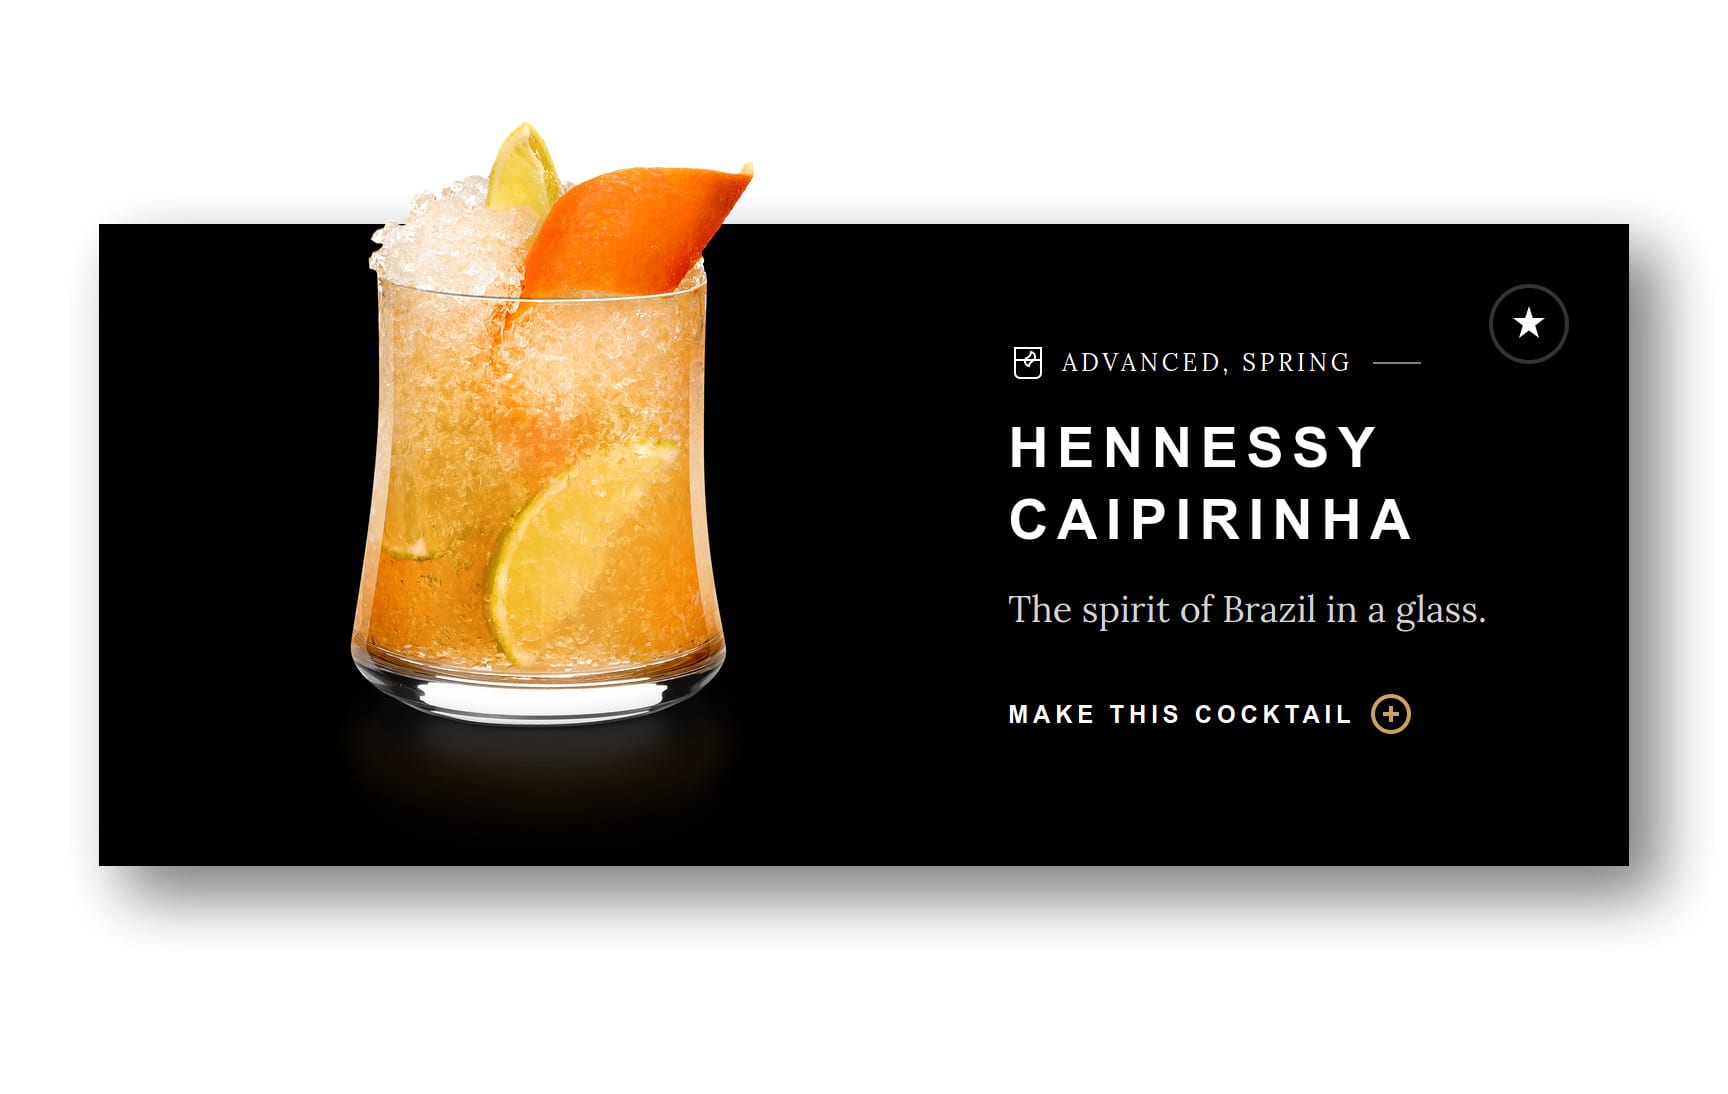 ADVANCED, SPRING
HENNESSY
CAIPIRINHA
The spirit of Brazil in a glass.
MAKE THIS COCKTAIL